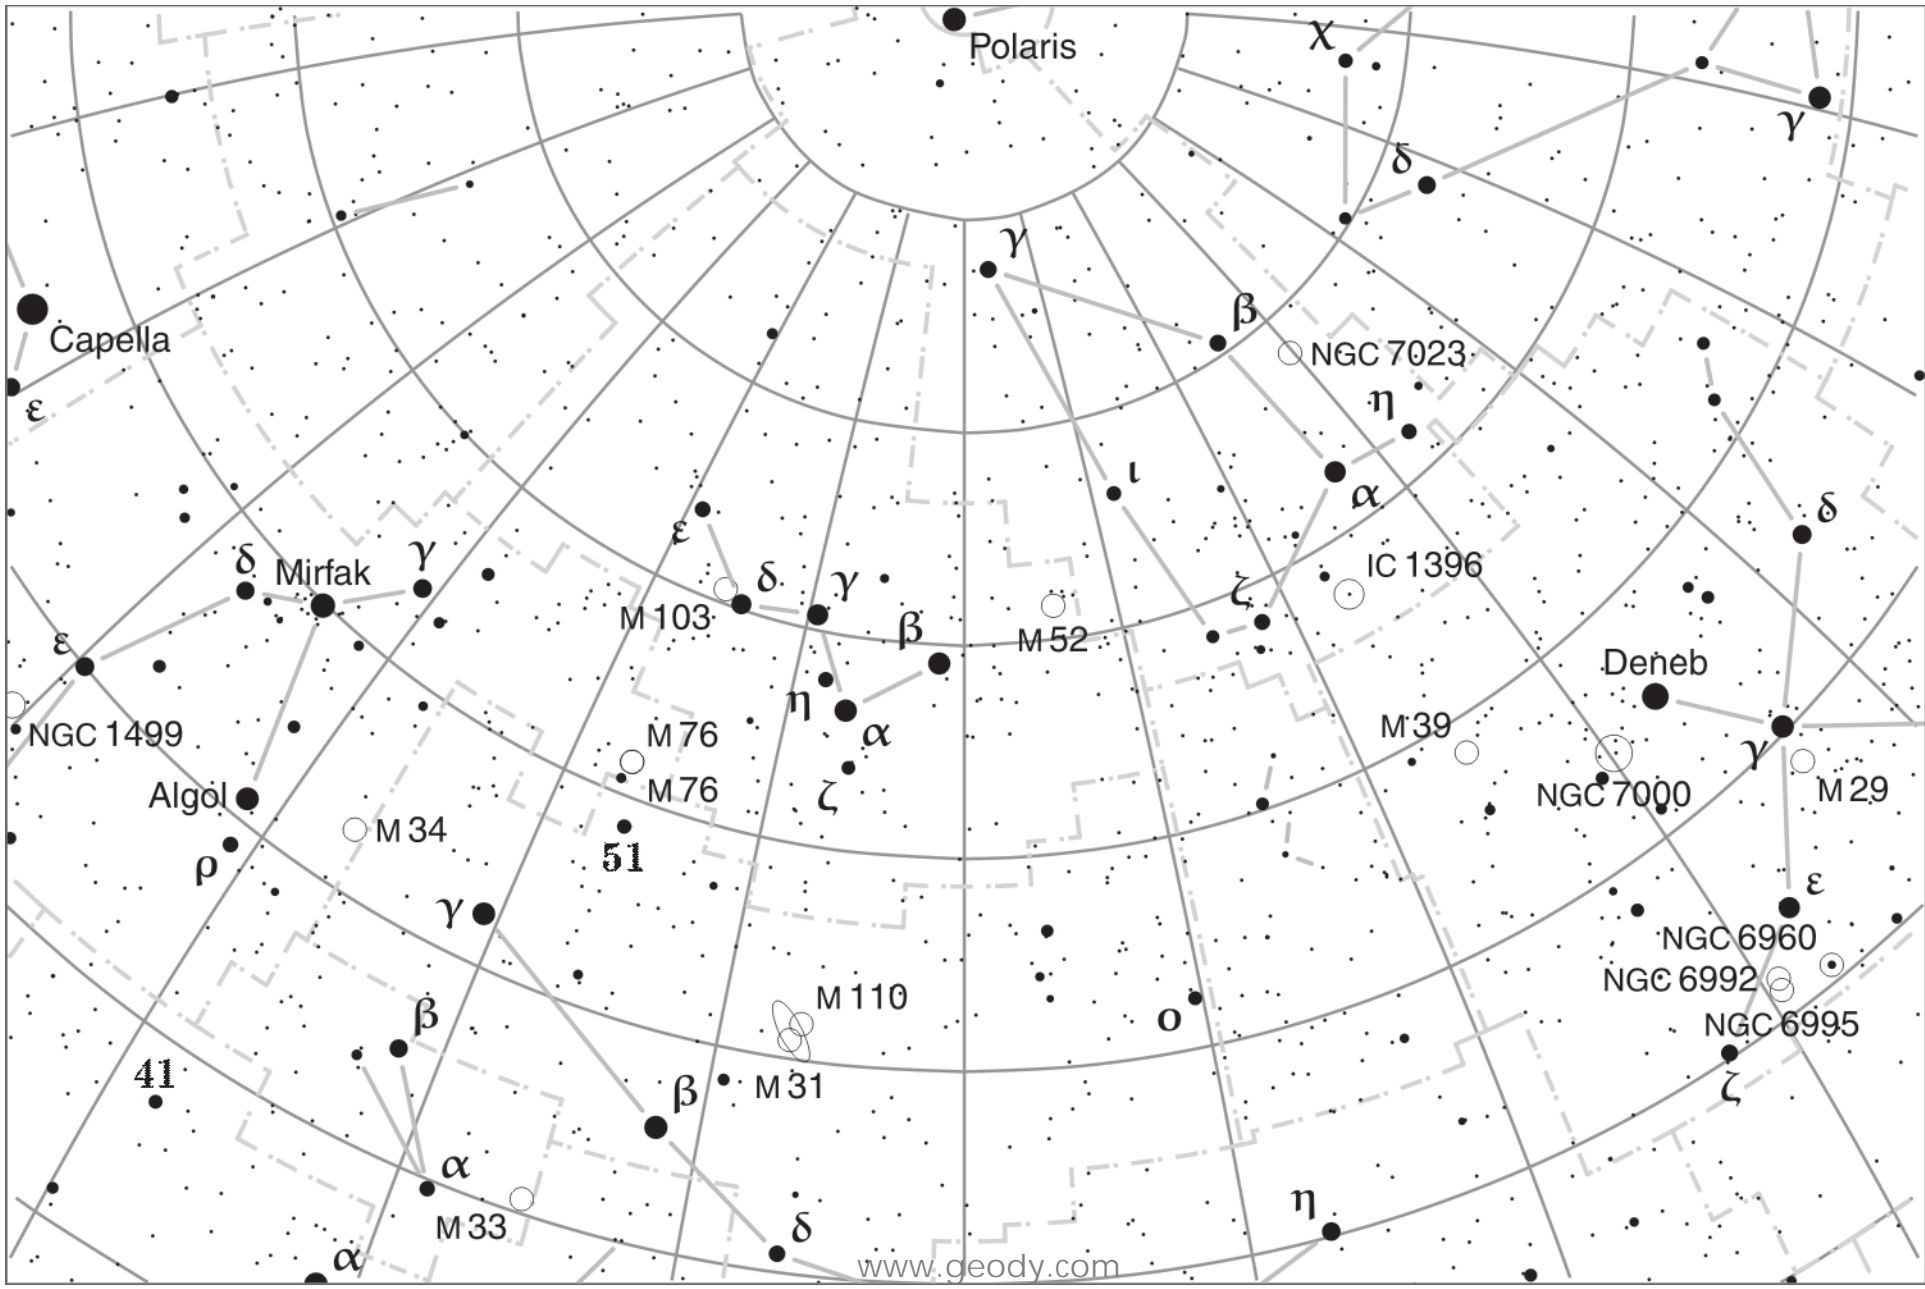 Polaris
χ
γ
δ
γ
β
NGC 7023
Capella
ε
η
ι
α
ε
δ
δ
Mirfak
γ
IC 1396
δ
γ
ζ
M 103
β
M 52
ε
Deneb
η
α
M 39
γ
NGC 1499
M 76
M 76
ζ
NGC 7000
M 29
Algol
M 34
ρ
51
ε
γ
NGC 6960
NGC 6992
M 110
NGC 6995
β
ο
41
M 31
β
ζ
α
M 33
η
δ
α
www.geody.com